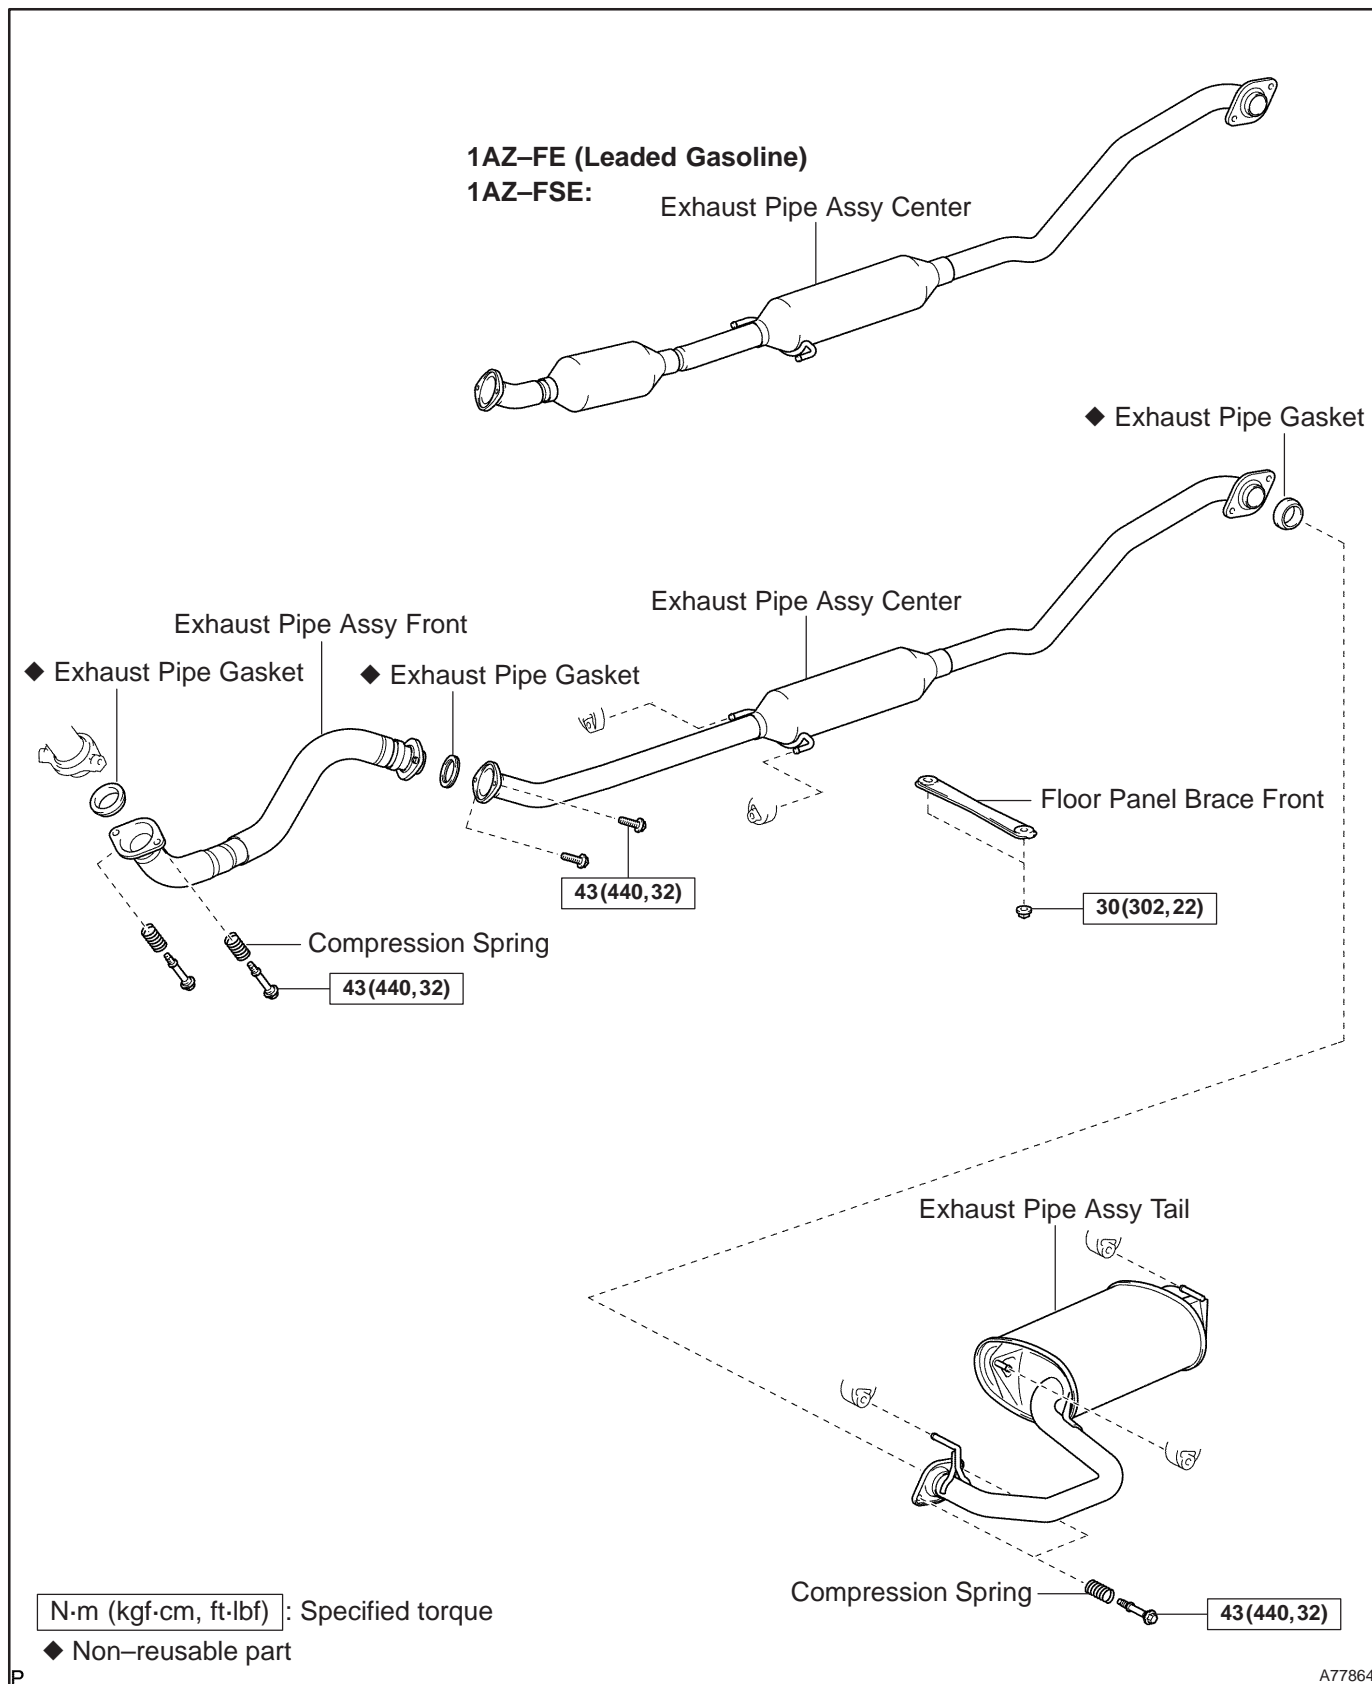 1AZ–FE (Leaded Gasoline)
1AZ–FSE:
Exhaust Pipe Assy Center
◆ Exhaust Pipe Gasket
Exhaust Pipe Assy Center
Exhaust Pipe Assy Front
◆ Exhaust Pipe Gasket
◆ Exhaust Pipe Gasket
Floor Panel Brace Front
43(440,32)
30(302,22)
Compression Spring
43(440,32)
Exhaust Pipe Assy Tail
Compression Spring
43(440,32)
N·m (kgf·cm, ft·lbf) : Specified torque
◆ Non–reusable part
P
A77864